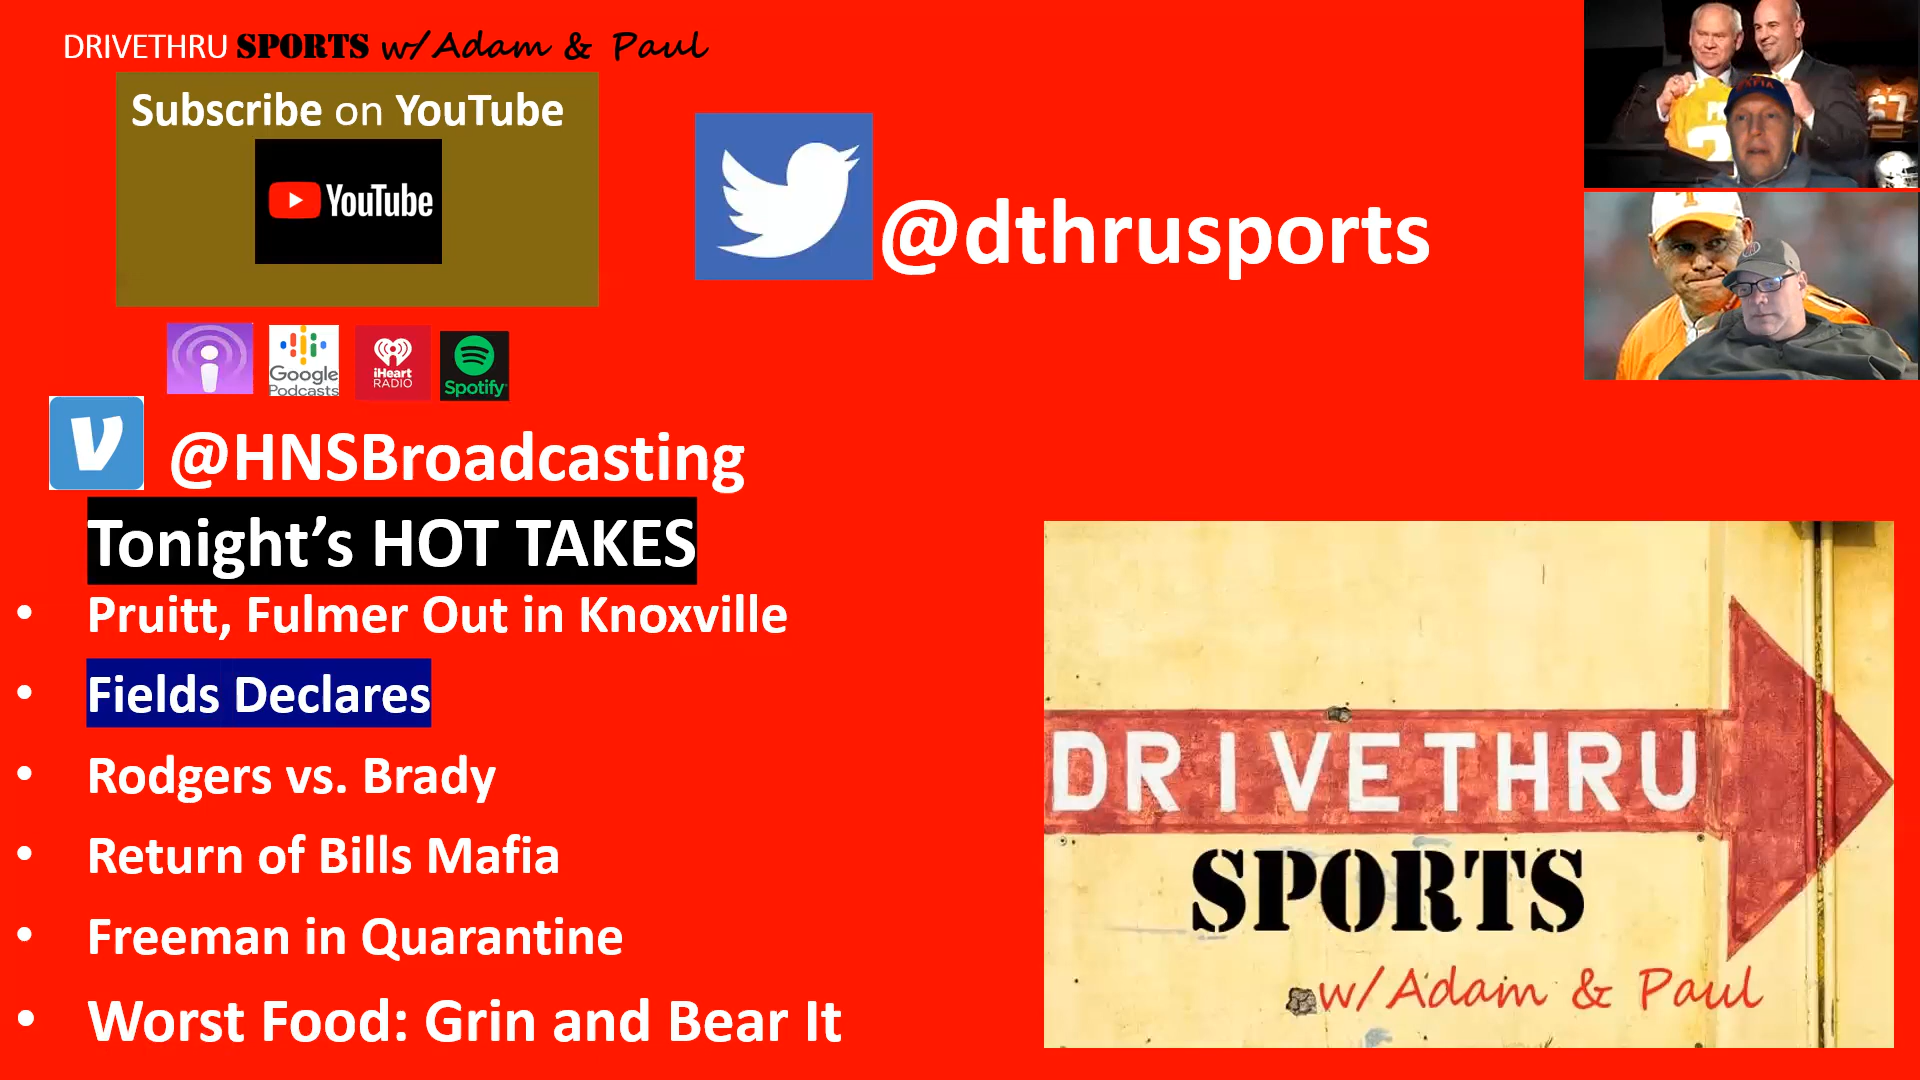 DRIVETHRU SPORTS w/Adam & Paul
Subscribe on YouTube
YouTube
@dthrusports
Google
Podcasts
iHeart
RADIO
Spotify
@HNSBroadcasting
Tonight’s HOT TAKES
• Pruitt, Fulmer Out in Knoxville
• Fields Declares
• Rodgers vs. Brady
• Return of Bills Mafia
• Freeman in Quarantine
• Worst Food: Grin and Bear It
DRIVETHRU
SPORTS
w/Adam & Paul
MAFIA
67
T